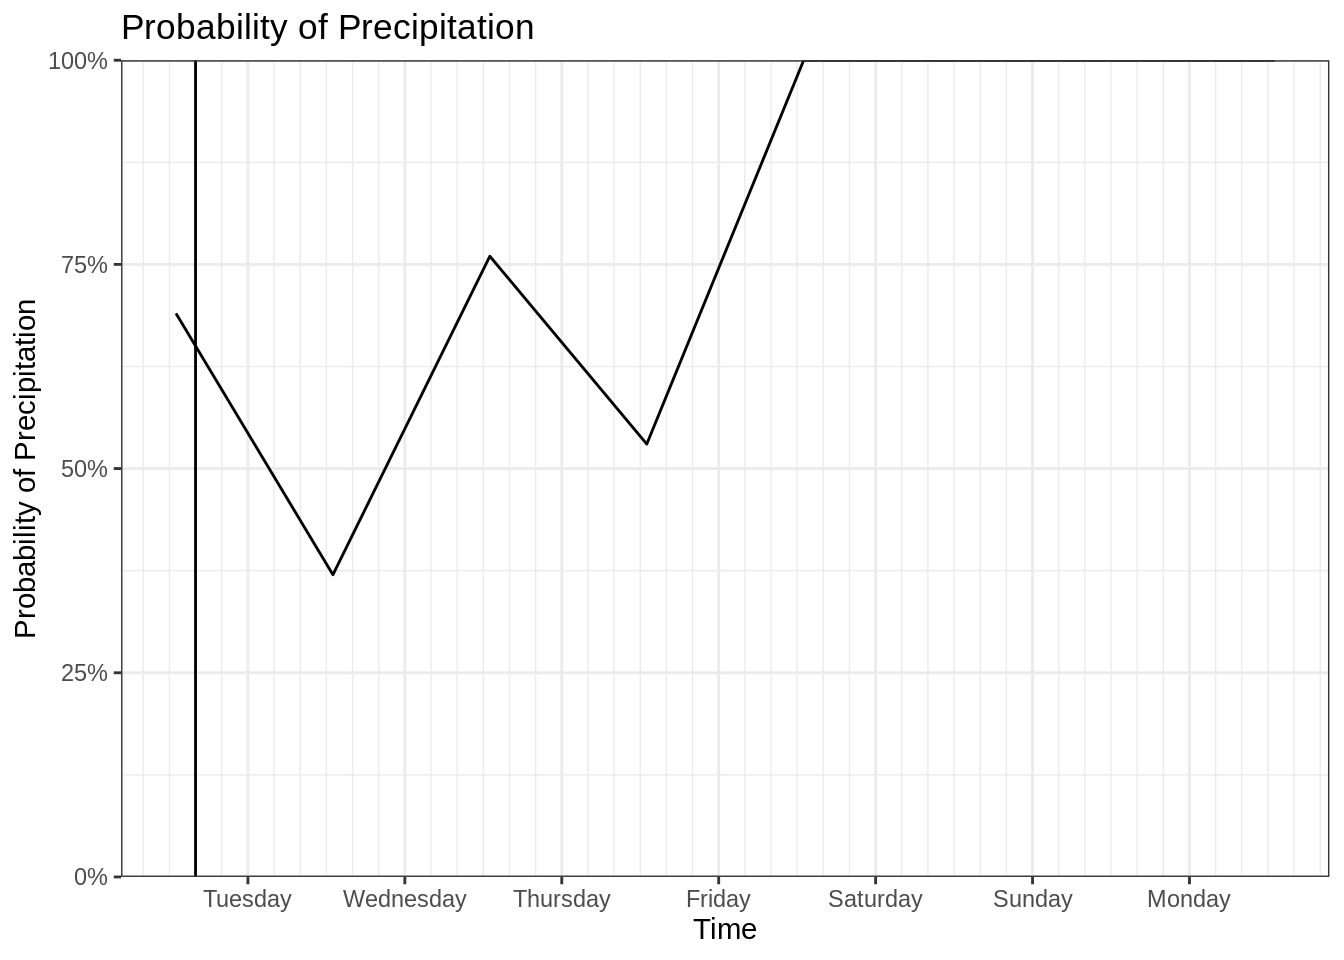 Probability of Precipitation
Probability of Precipitation
100%
75%
50%
25%
0%
Tuesday Wednesday Thursday Friday Saturday Sunday Monday
Time